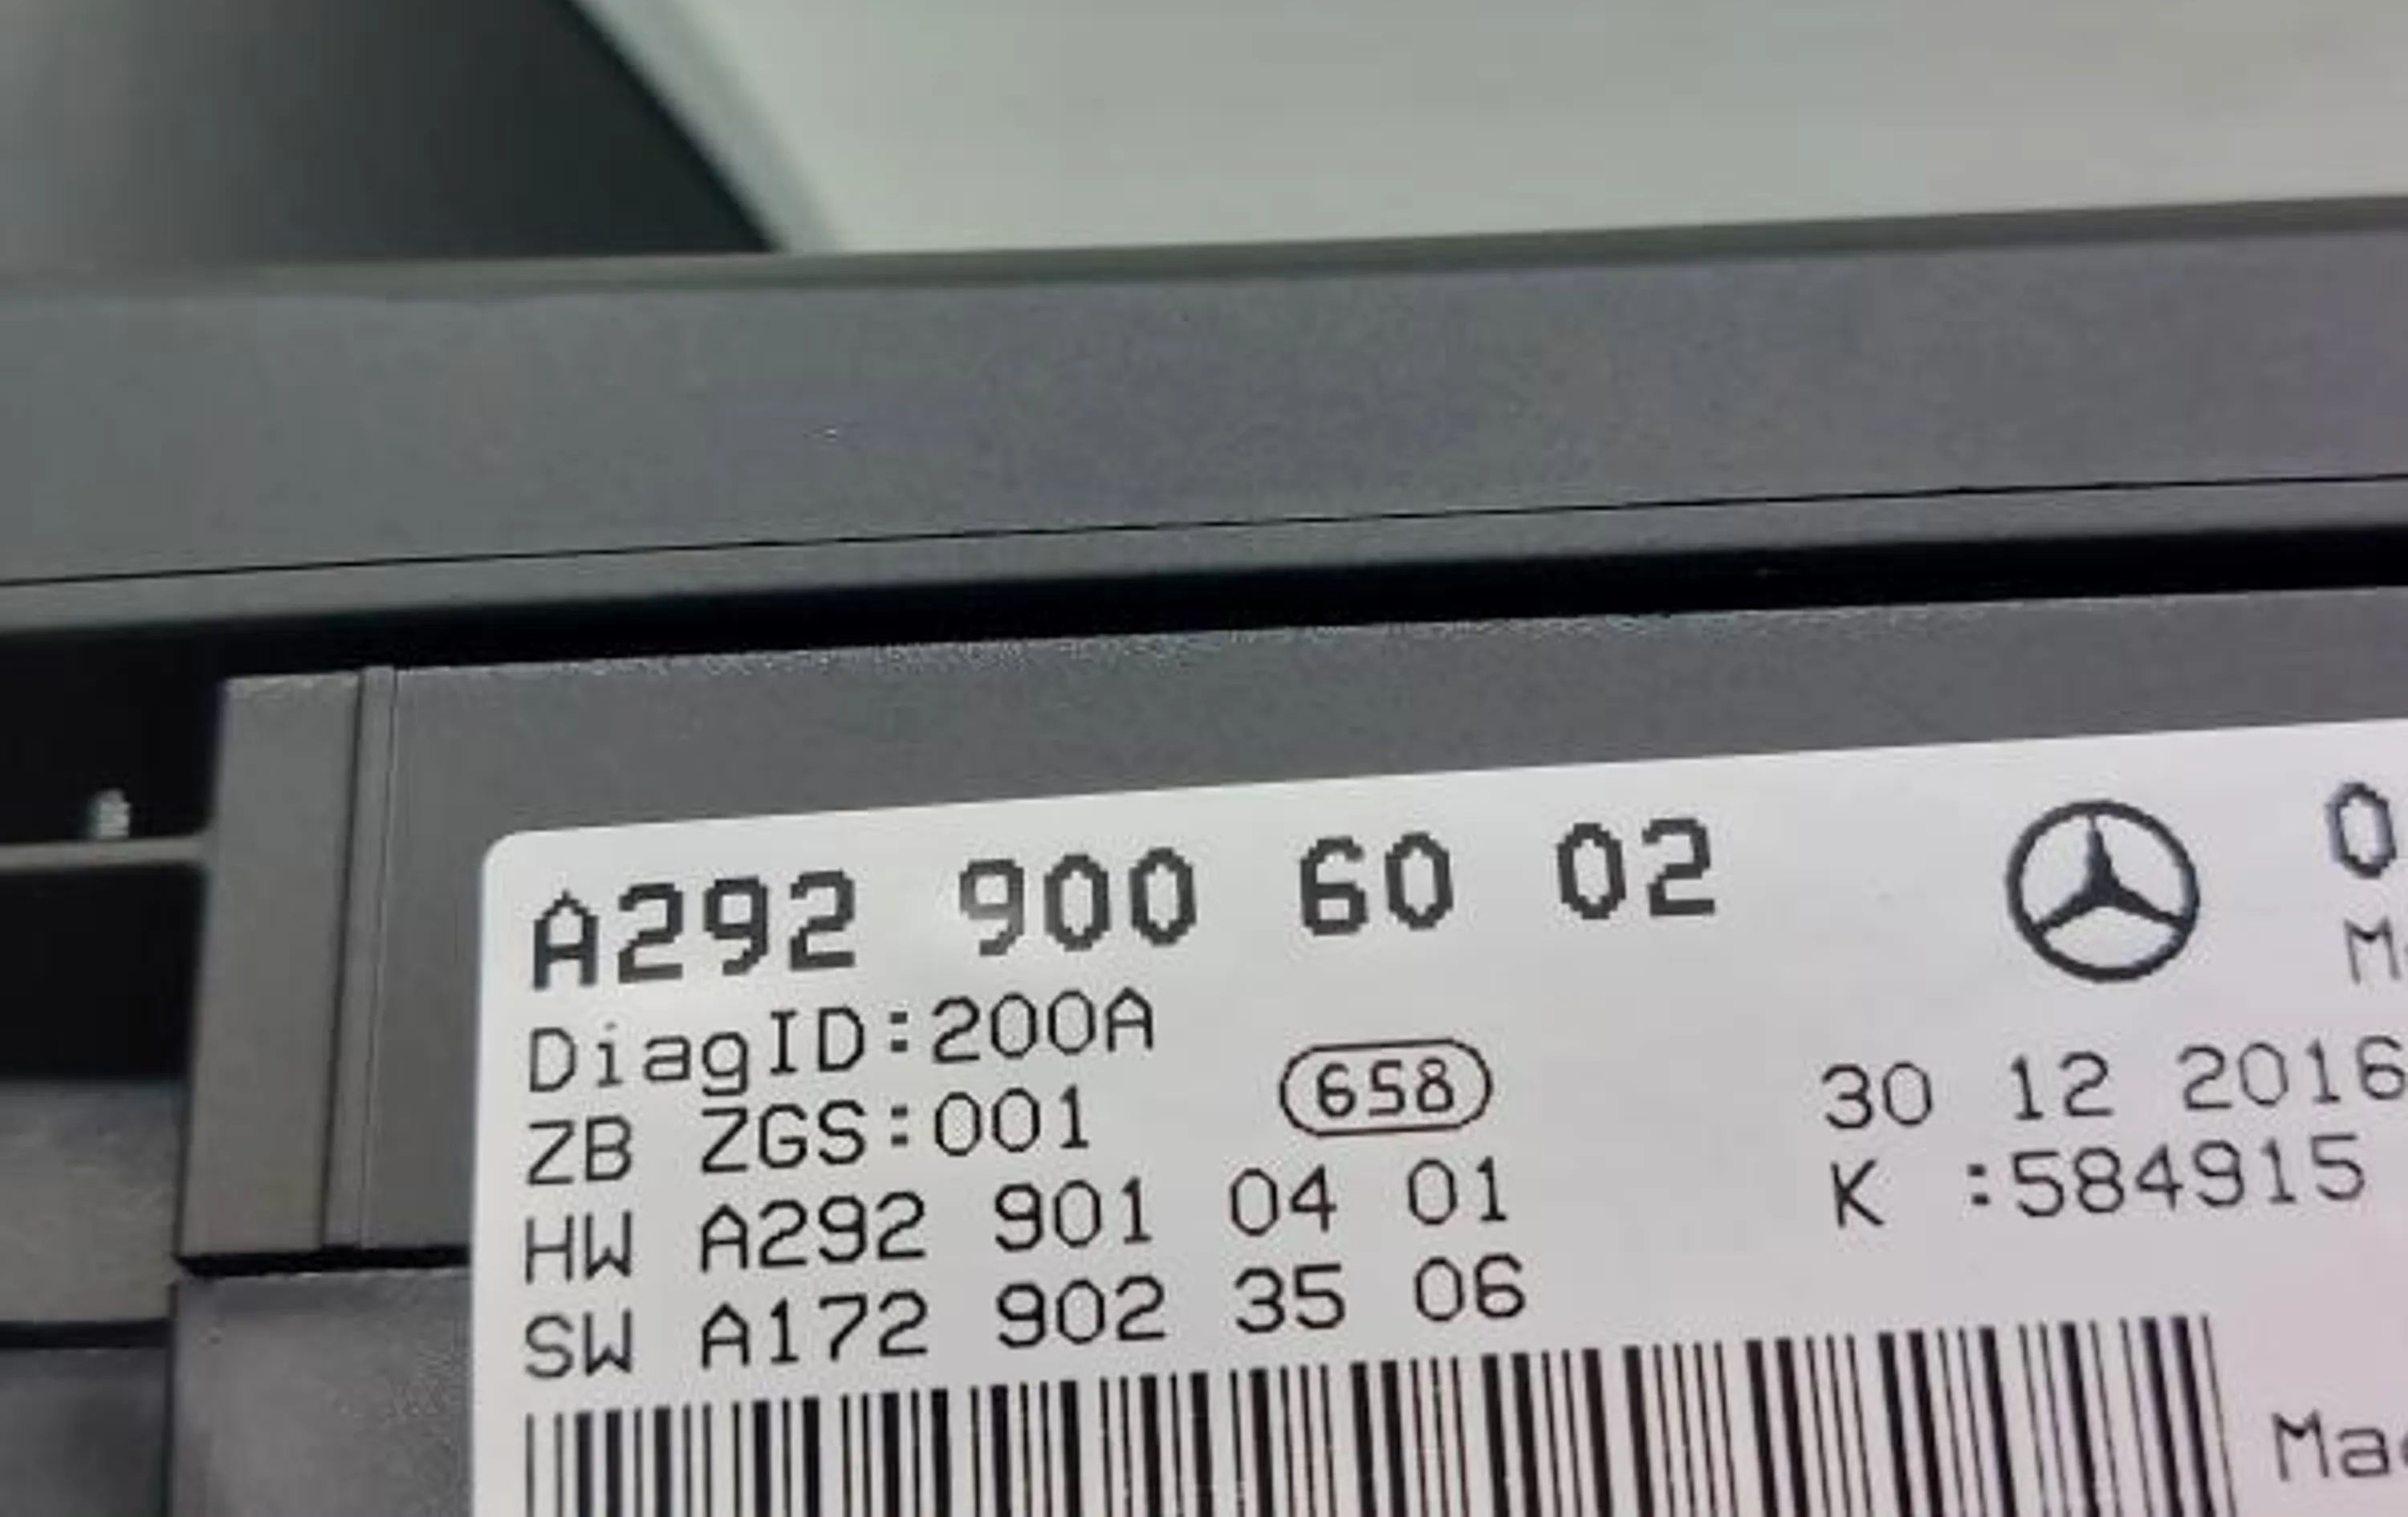 A292 900 60 02
DiagID:200A
ZB ZGS:001
658
30 12 2016
HW A292 901 04 01
K :584915
SW A172 902 35 06